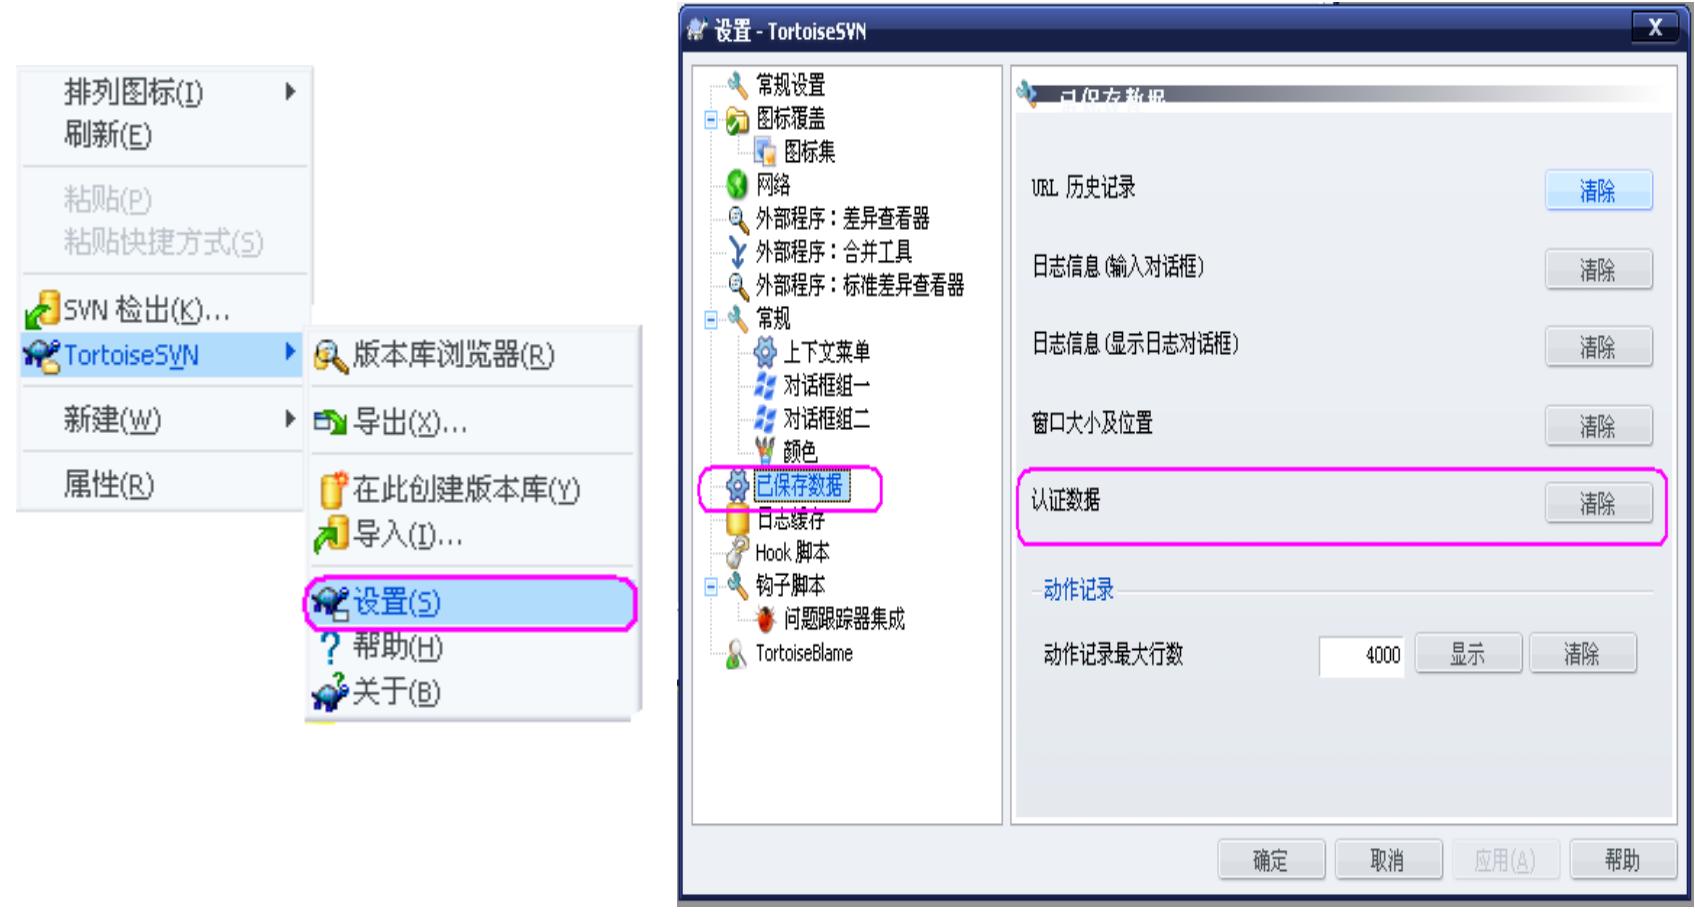 排列图标(I)
刷新(E)
粘贴(P)
粘贴快捷方式(S)
SVN 检出(K)...
TortoiseSVN
新建(W)
属性(R)
版本库浏览器(R)
导出(X)...
在此创建版本库(Y)
导入(I)...
设置(S)
帮助(H)
关于(B)
设置 - TortoiseSVN
X
常规设置
图标覆盖
图标集
网络
外部程序：差异查看器
外部程序：合并工具
外部程序：标准差异查看器
常规
上下文菜单
对话框组一
对话框组二
颜色
已保存数据
日志缓存
Hook 脚本
钩子脚本
问题跟踪器集成
TortoiseBlame
已保存数据
URL 历史记录 清除
日志信息(输入对话框) 清除
日志信息(显示日志对话框) 清除
窗口大小及位置 清除
认证数据 清除
动作记录
动作记录最大行数 4000 显示 清除
确定 取消 应用(A) 帮助